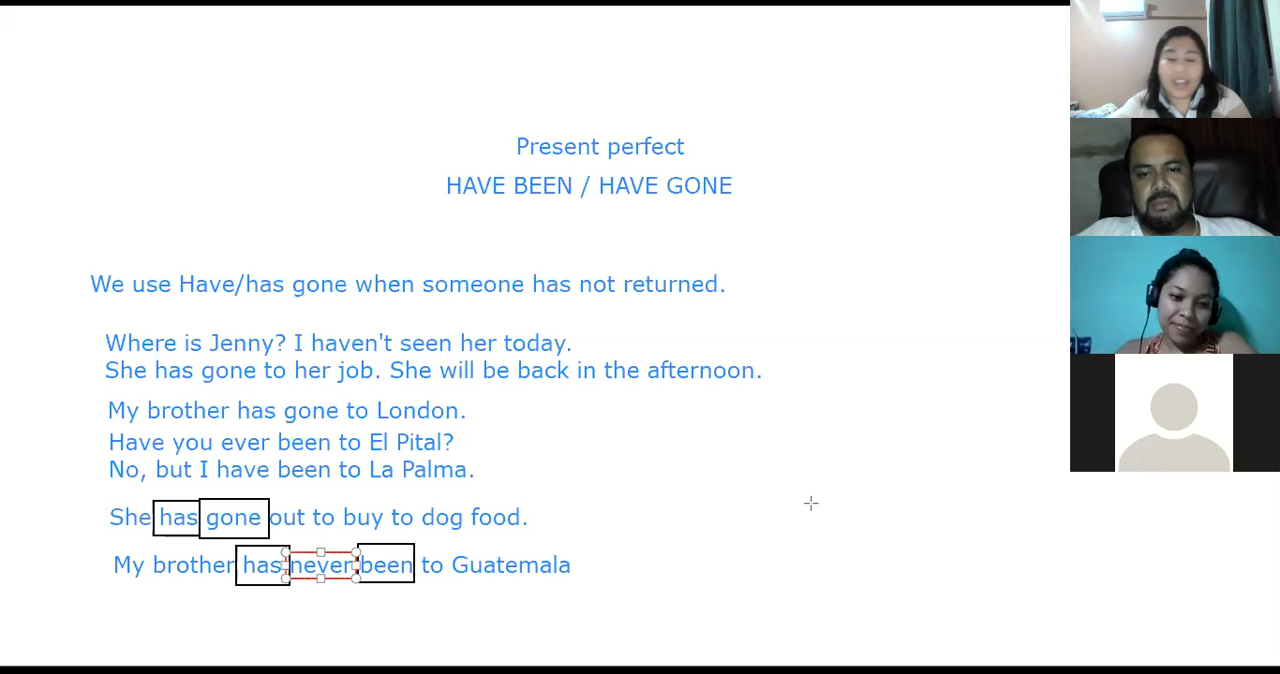 Present perfect
HAVE BEEN / HAVE GONE
We use Have/has gone when someone has not returned.
Where is Jenny? I haven't seen her today.
She has gone to her job. She will be back in the afternoon.
My brother has gone to London.
Have you ever been to El Pital?
No, but I have been to La Palma.
She has gone out to buy to dog food.
My brother has never been to Guatemala